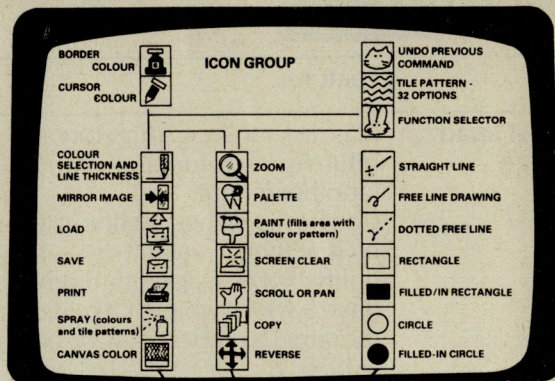 BORDER
COLOUR
CURSOR
COLOUR
ICON GROUP
UNDO PREVIOUS
COMMAND
TILE PATTERN -
32 OPTIONS
FUNCTION SELECTOR
COLOUR
SELECTION AND
LINE THICKNESS
MIRROR IMAGE
LOAD
SAVE
PRINT
SPRAY (colours
and tile patterns)
CANVAS COLOR
ZOOM
PALETTE
PAINT (fills area with
colour or pattern)
SCREEN CLEAR
SCROLL OR PAN
COPY
REVERSE
STRAIGHT LINE
FREE LINE DRAWING
DOTTED FREE LINE
RECTANGLE
FILLED/IN RECTANGLE
CIRCLE
FILLED-IN CIRCLE